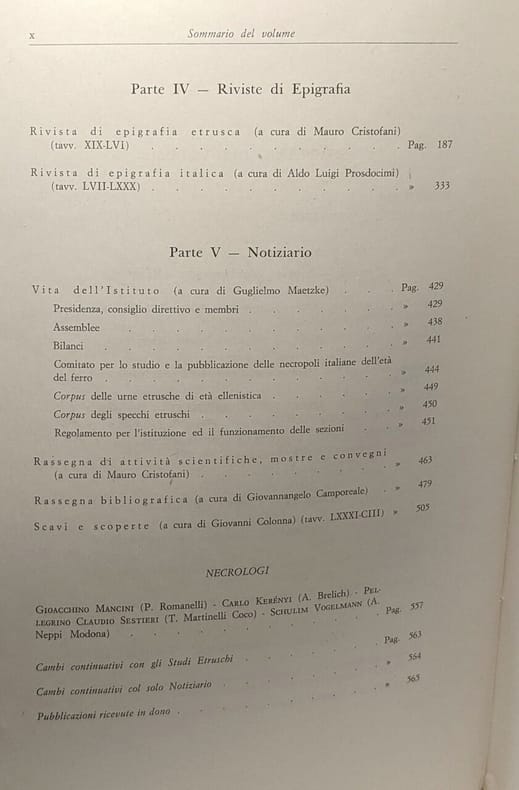 x Sommario del volume
Parte IV — Riviste di Epigrafia
Rivista di epigrafia etrusca (a cura di Mauro Cristofani)
(tavv. XIX-LVI) . . . . . . . . . . Pag. 187
Rivista di epigrafia italica (a cura di Aldo Luigi Prosdocimi)
(tavv. LVII-LXXX) . . . . . . . . . . » 333
Parte V — Notiziario
Vita dell'Istituto (a cura di Guglielmo Maetzke) . . . Pag. 429
Presidenza, consiglio direttivo e membri . . . . . . » 429
Assemblee . . . . . . . . . . » 438
Bilanci . . . . . . . . . . » 441
Comitato per lo studio e la pubblicazione delle necropoli italiane dell'età
del ferro . . . . . . . . . . » 444
Corpus delle urne etrusche di età ellenistica . . . . . » 449
Corpus degli specchi etruschi . . . . . . . . » 450
Regolamento per l'istituzione ed il funzionamento delle sezioni . . » 451
Rassegna di attività scientifiche, mostre e convegni
(a cura di Mauro Cristofani) . . . . . . . . » 463
Rassegna bibliografica (a cura di Giovannangelo Camporeale) . » 479
Scavi e scoperte (a cura di Giovanni Colonna) (tavv. LXXXI-CIII) » 505
NECROLOGI
Gioacchino Mancini (P. Romanelli) - Carlo Kerényi (A. Brelich) - Pel-
legrino Claudio Sestieri (T. Martinelli Coco) - Schulim Vogelmann (A.
Neppi Modona) . . . . . . . . . . Pag. 557
Cambi continuativi con gli Studi Etruschi . . . . . . Pag. 563
Cambi continuativi col solo Notiziario . . . . . . . » 564
Pubblicazioni ricevute in dono . . . . . . . . » 565